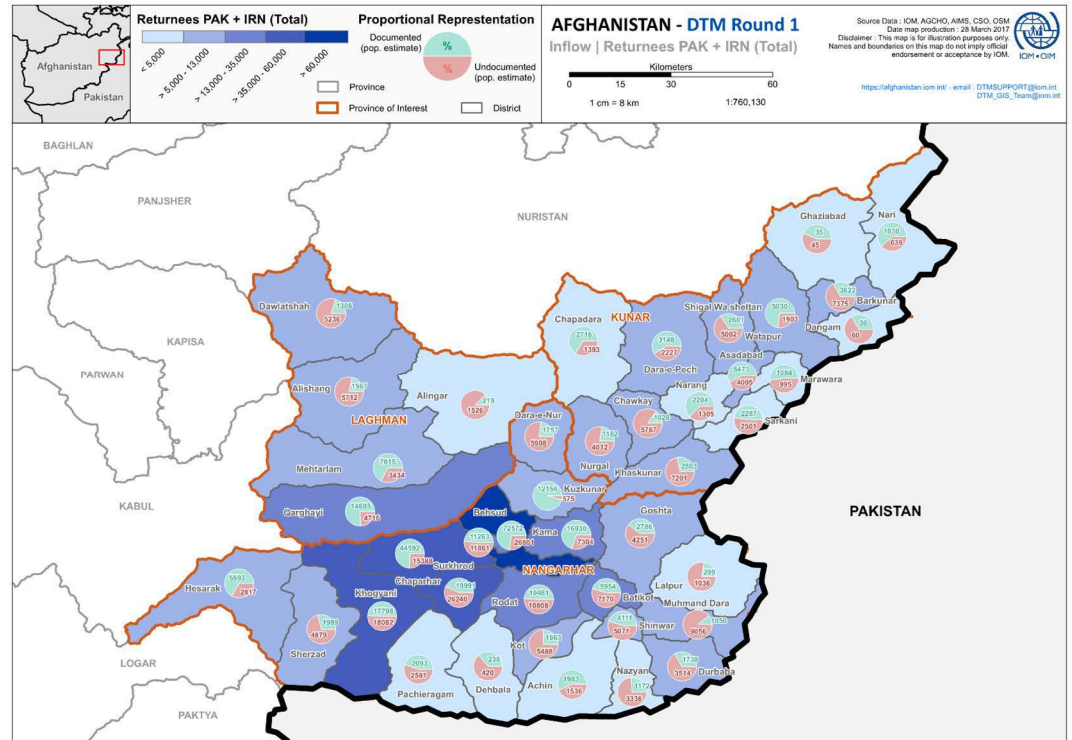 Afghanistan
Pakistan
Returnees PAK + IRN (Total)
< 5,000
> 5,000 - 13,000
> 13,000 - 35,000
> 35,000 - 60,000
> 60,000
Proportional Representation
Documented
(pop. estimate)
%
%
Undocumented
(pop. estimate)
Province
Province of Interest
District
AFGHANISTAN - DTM Round 1
Inflow | Returnees PAK + IRN (Total)
Kilometers
0 15 30 45 60
1 cm = 8 km
1:760,130
Source Data : IOM, AGCHO, AIMS, CSO, OSM
Date map production : 28 March 2017
Disclaimer : This map is for illustration purposes only.
Names and boundaries on this map do not imply official
endorsement or acceptance by IOM.
https://afghanistan.iom.int/ - email : DTMSUPPORT@iom.int
DTM_GIS_Team@iom.int
IOM • OIM
BAGHLAN
PANJSHER
NURISTAN
KAPISA
PARWAN
KABUL
LOGAR
PAKTYA
PAKISTAN
LAGHMAN
KUNAR
NANGARHAR
Ghaziabad
35
45
Nari
1030
639
Barkunar
3622
7375
Shigal Wa sheltan
2601
5002
Watapur
5030
1903
Dangam
30
60
Dawlatshah
1306
5236
Chapadara
2716
1393
Dara-e-Pech
3148
2227
Asadabad
5473
4005
Marawara
1084
995
Narang
2204
1305
Sarkani
2287
2501
Alishang
1567
5712
Alingar
219
1526
Dara-e-Nur
1757
5908
Chawkay
1028
5767
Nurgal
1182
4012
Khaskunar
2803
7201
Mehtarlam
7015
3434
Qarghayi
14695
4716
Kuzkunar
12156
575
Behsud
72572
26801
11263
11861
Kama
16930
7304
Goshta
2786
4251
Surkhrod
44592
15388
Chaparhar
26240
Khogyani
17798
18082
Rodat
10481
10808
Batikot
5954
7170
Lalpur
299
1036
Muhmand Dara
1050
9056
Hesarak
5593
2817
Sherzad
1989
4879
Shinwar
4111
5071
Kot
1863
5488
Durbaba
1738
3514
Pachieragam
2093
2581
Dehbala
238
420
Achin
1983
1536
Nazyan
1172
3336